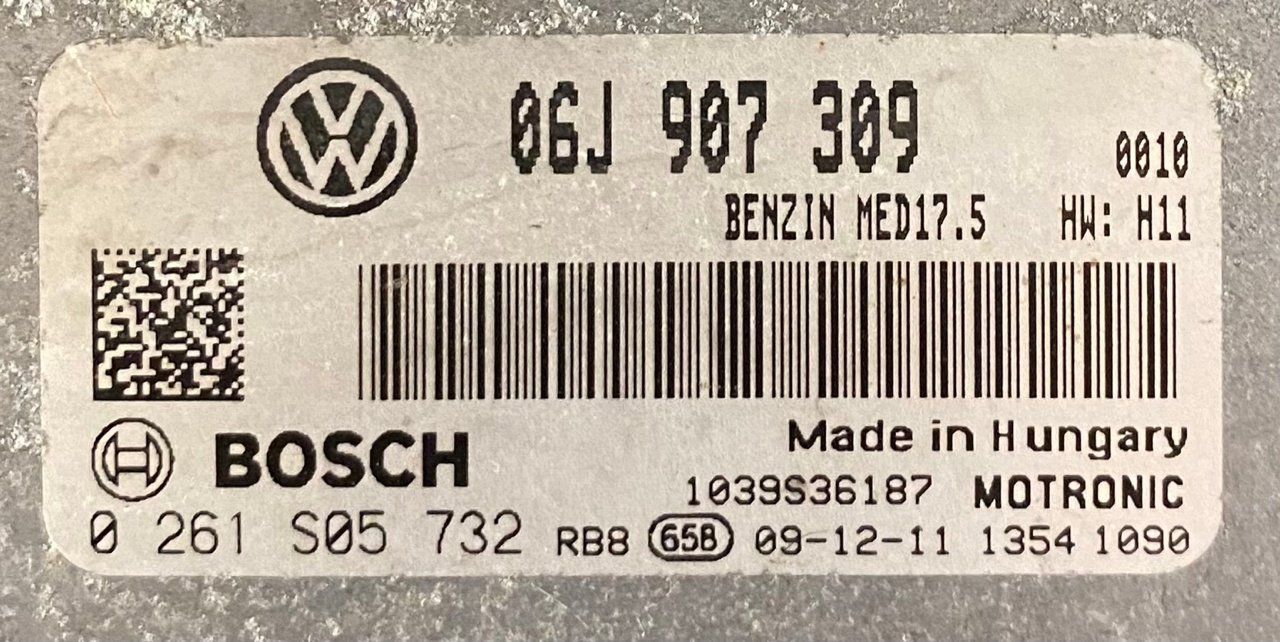 06J 907 309
0010
BENZIN MED17.5 HW: H11
Made in Hungary
BOSCH
1039S36187 MOTRONIC
0 261 S05 732 RB8 65B 09-12-11 1354 1090